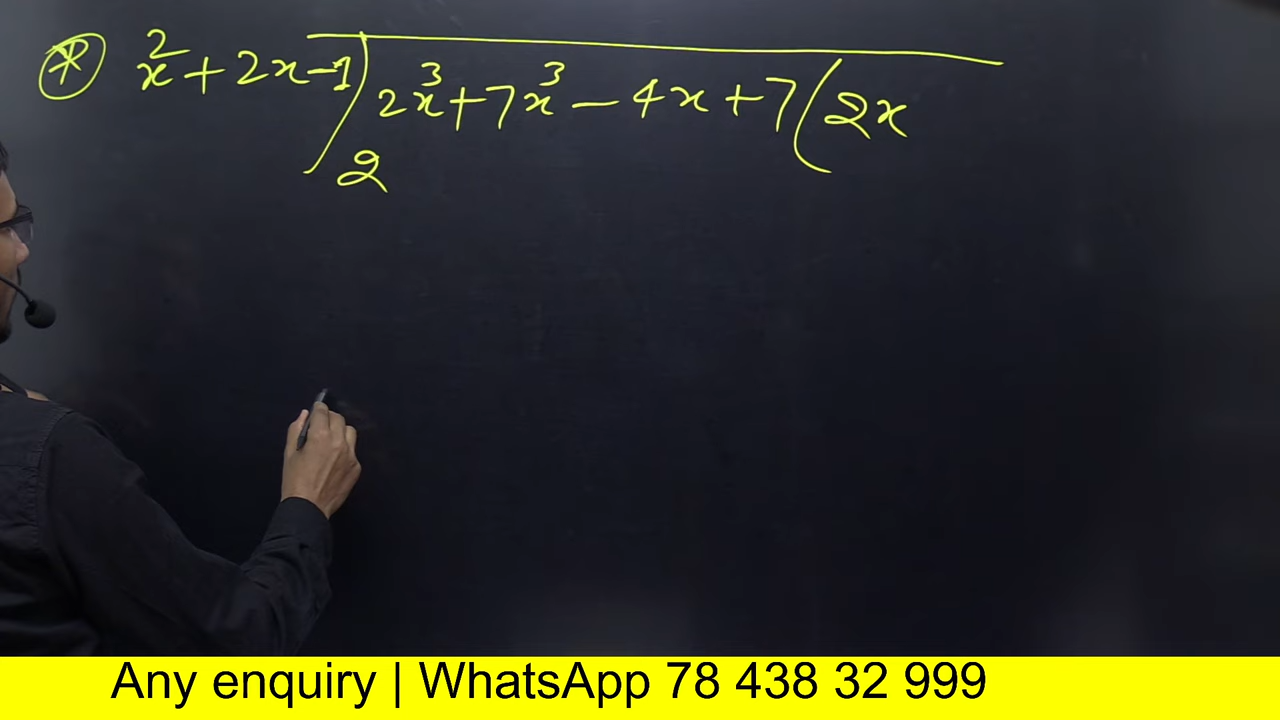 * x² + 2x - 1 ) 2x³ + 7x³ - 4x + 7 ( 2x
2
Any enquiry | WhatsApp 78 438 32 999